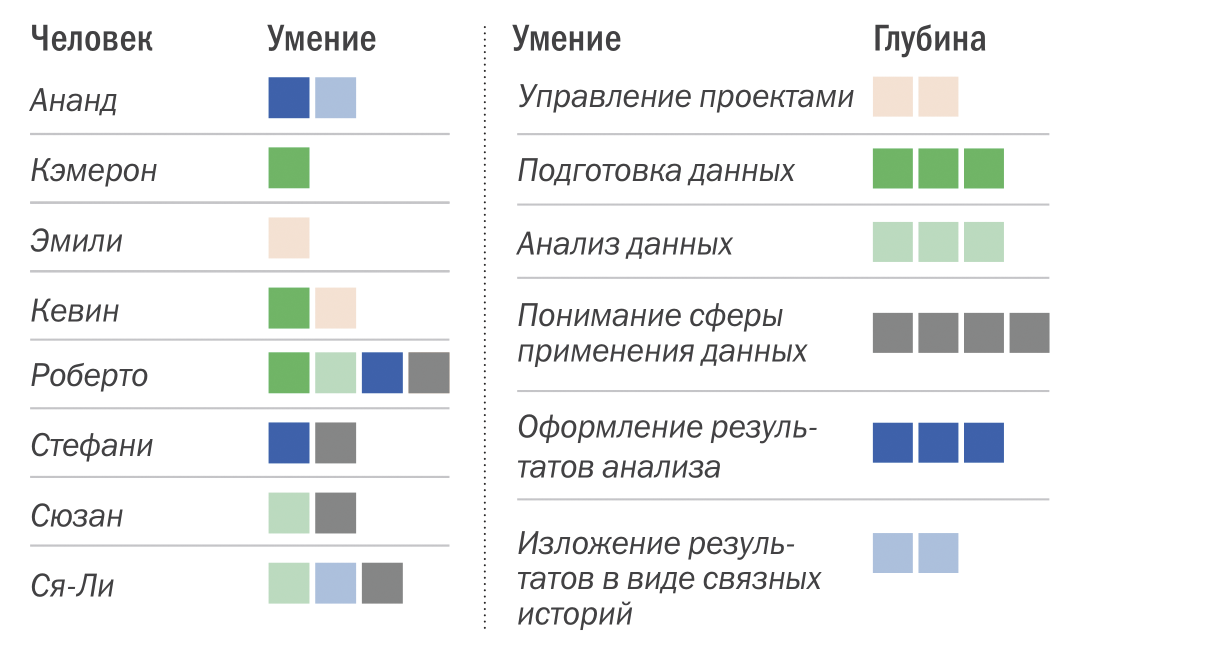 Человек Умение
Ананд
Кэмерон
Эмили
Кевин
Роберто
Стефани
Сюзан
Ся-Ли
Умение Глубина
Управление проектами
Подготовка данных
Анализ данных
Понимание сферы
применения данных
Оформление резуль-
татов анализа
Изложение резуль-
татов в виде связных
историй